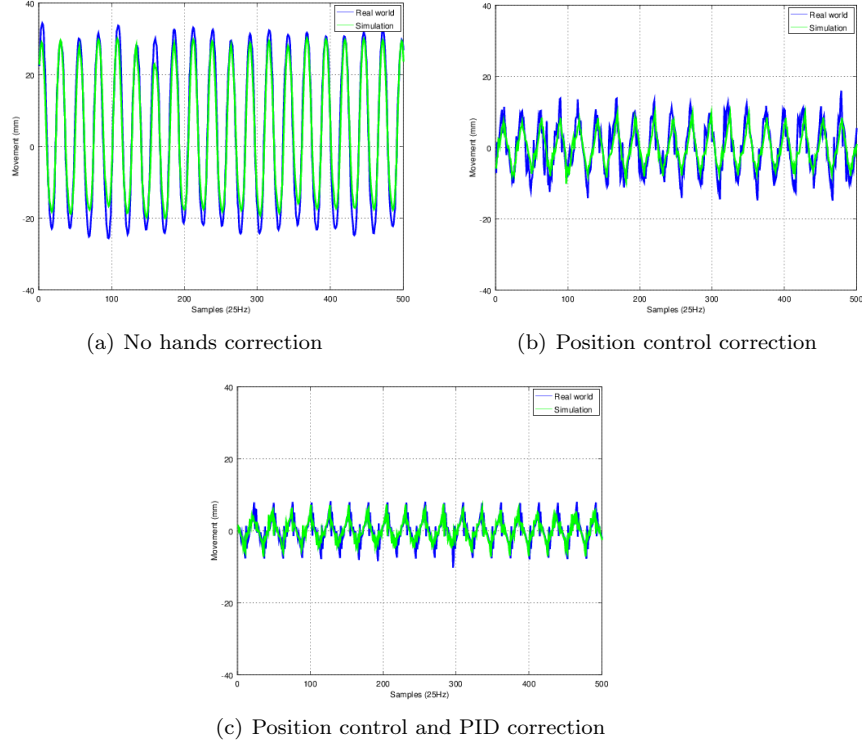 40
20
0
-20
-40
0
100
200
300
400
500
Movement (mm)
Samples (25Hz)
Real world
Simulation
(a) No hands correction
40
20
0
-20
-40
0
100
200
300
400
500
Movement (mm)
Samples (25Hz)
Real world
Simulation
(b) Position control correction
40
20
0
-20
-40
0
100
200
300
400
500
Movement (mm)
Samples (25Hz)
Real world
Simulation
(c) Position control and PID correction